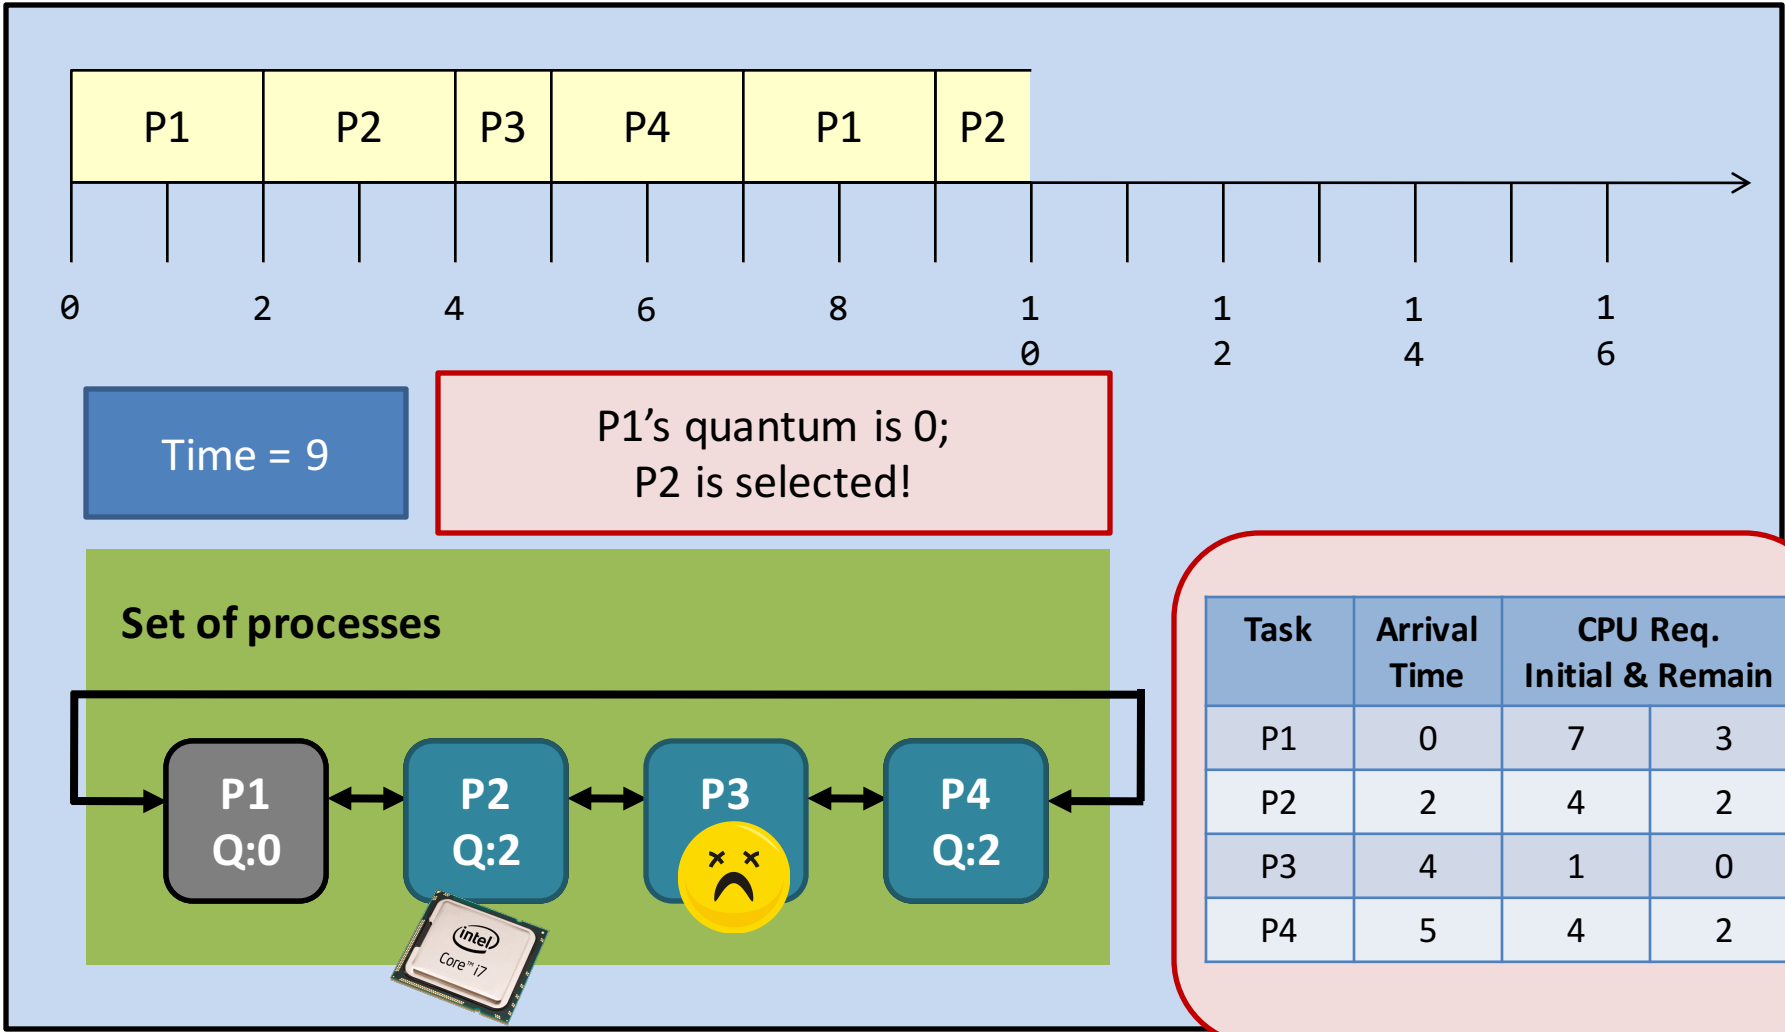 P1 P2 P3 P4 P1 P2
0 2 4 6 8 1 1 1 1
0 2 4 6
Time = 9
P1's quantum is 0;
P2 is selected!
Set of processes
P1 P2 P3 P4
Q:0 Q:2 Q:2
intel
Core™ i7
Task Arrival CPU Req.
Time Initial & Remain
P1 0 7 3
P2 2 4 2
P3 4 1 0
P4 5 4 2